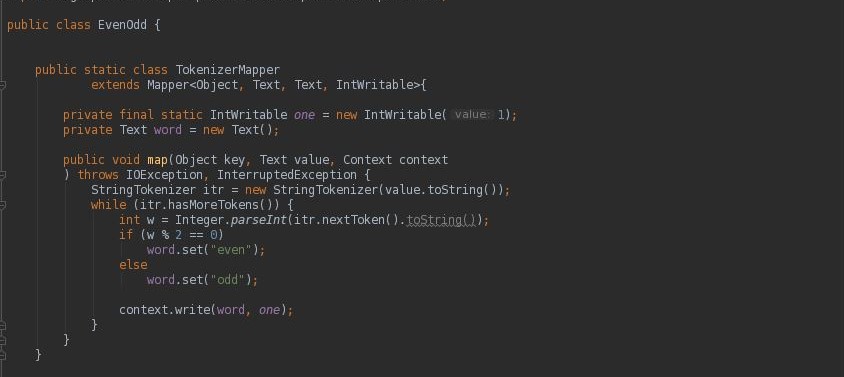 public class EvenOdd {
public static class TokenizerMapper
extends Mapper<Object, Text, Text, IntWritable>{
private final static IntWritable one = new IntWritable( value: 1);
private Text word = new Text();
public void map(Object key, Text value, Context context
) throws IOException, InterruptedException {
StringTokenizer itr = new StringTokenizer(value.toString());
while (itr.hasMoreTokens()) {
int w = Integer.parseInt(itr.nextToken().toString());
if (w % 2 == 0)
word.set("even");
else
word.set("odd");
context.write(word, one);
}
}
}